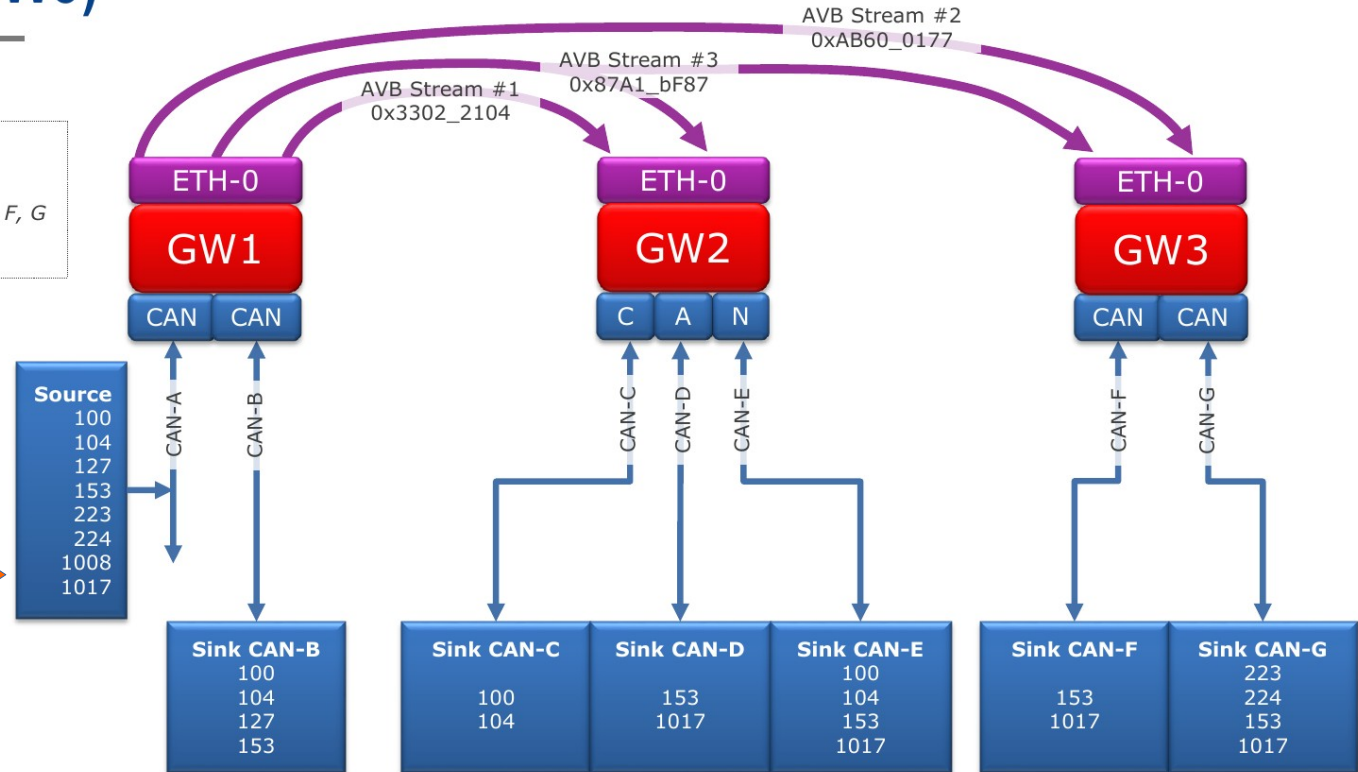 AVB Stream #2
0xAB60_0177
AVB Stream #3
0x87A1_bF87
AVB Stream #1
0x3302_2104
F, G
ETH-0
GW1
CAN CAN
ETH-0
GW2
C A N
ETH-0
GW3
CAN CAN
CAN-A
CAN-B
CAN-C
CAN-D
CAN-E
CAN-F
CAN-G
Source
100
104
127
153
223
224
1008
1017
Sink CAN-B
100
104
127
153
Sink CAN-C
100
104
Sink CAN-D
153
1017
Sink CAN-E
100
104
153
1017
Sink CAN-F
153
1017
Sink CAN-G
223
224
153
1017